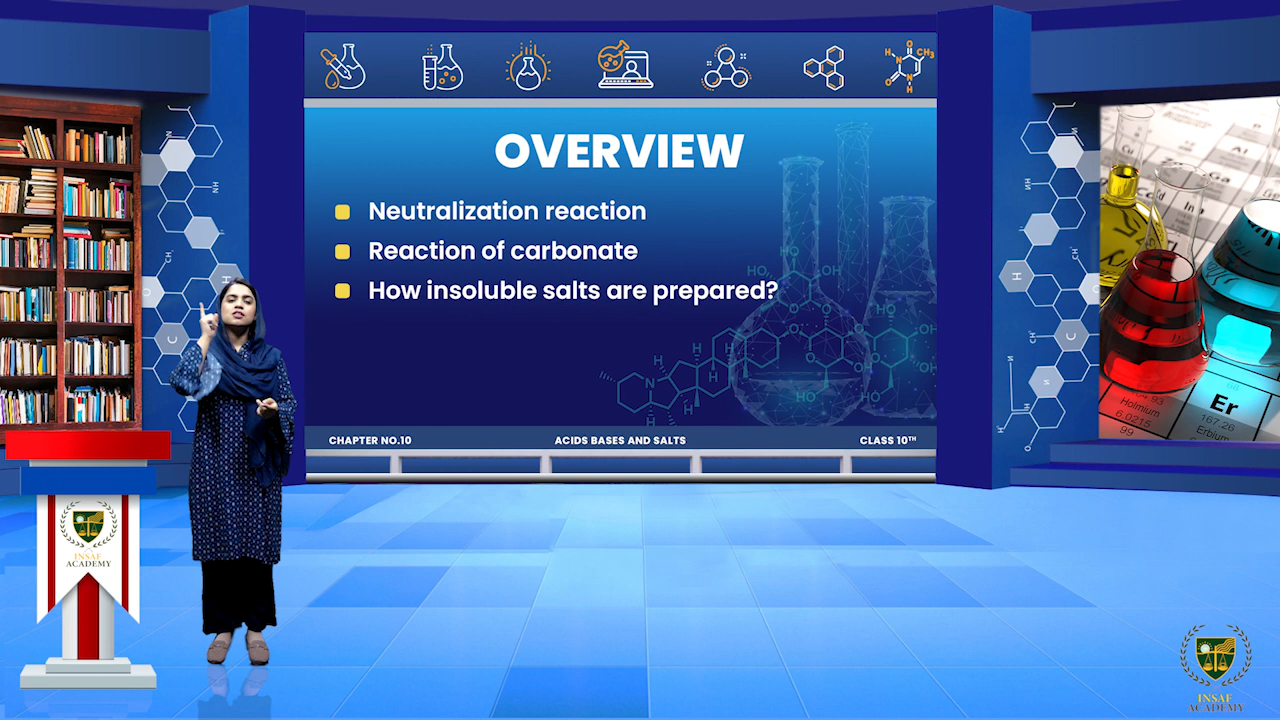 OVERVIEW
Neutralization reaction
Reaction of carbonate
How insoluble salts are prepared?
CHAPTER NO.10
ACIDS BASES AND SALTS
CLASS 10TH
INSAF
ACADEMY
Er
167.26
Erbium
Holmium
99
INSAF
ACADEMY